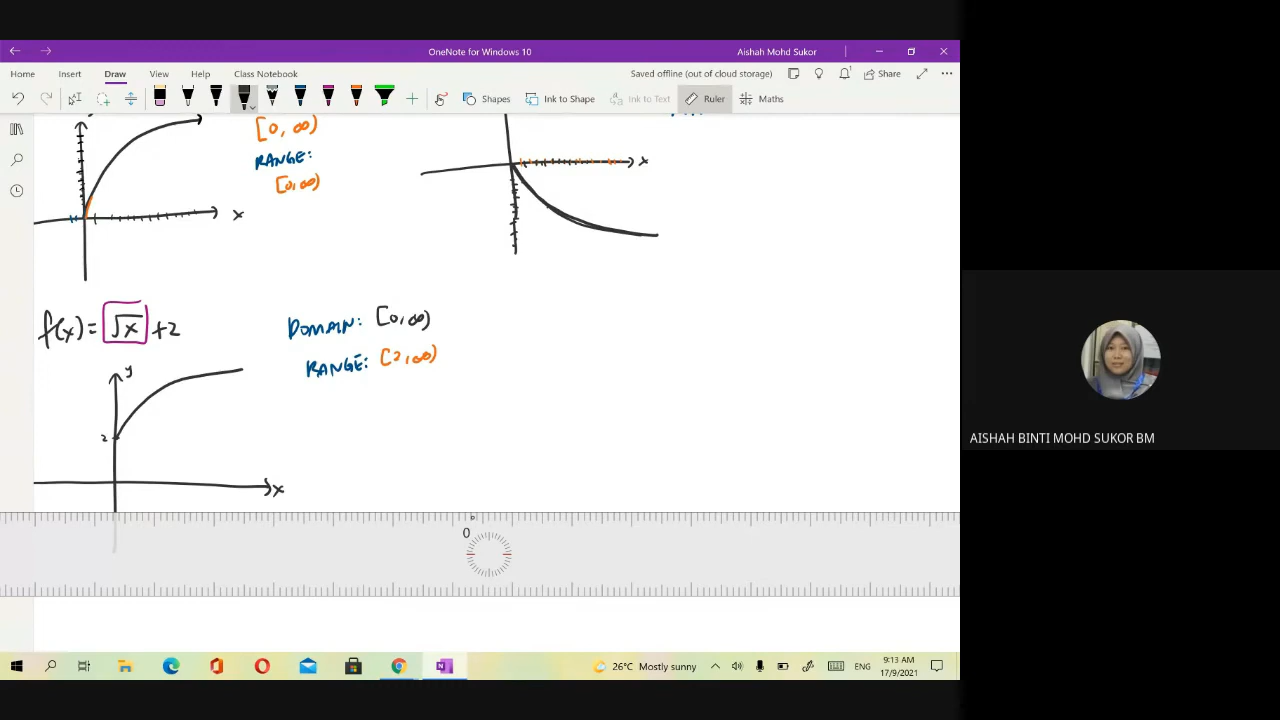 OneNote for Windows 10
Aishah Mohd Sukor
Home Insert Draw View Help Class Notebook
Saved offline (out of cloud storage)
Share
Shapes
Ink to Shape
Ink to Text
Ruler
Maths
[0, ∞)
RANGE:
[0,∞)
x
x
f(x) = √x + 2
DOMAIN: [0,∞)
RANGE: [2,∞)
y
2
x
0
AISHAH BINTI MOHD SUKOR BM
26°C Mostly sunny
ENG
9:13 AM
17/9/2021